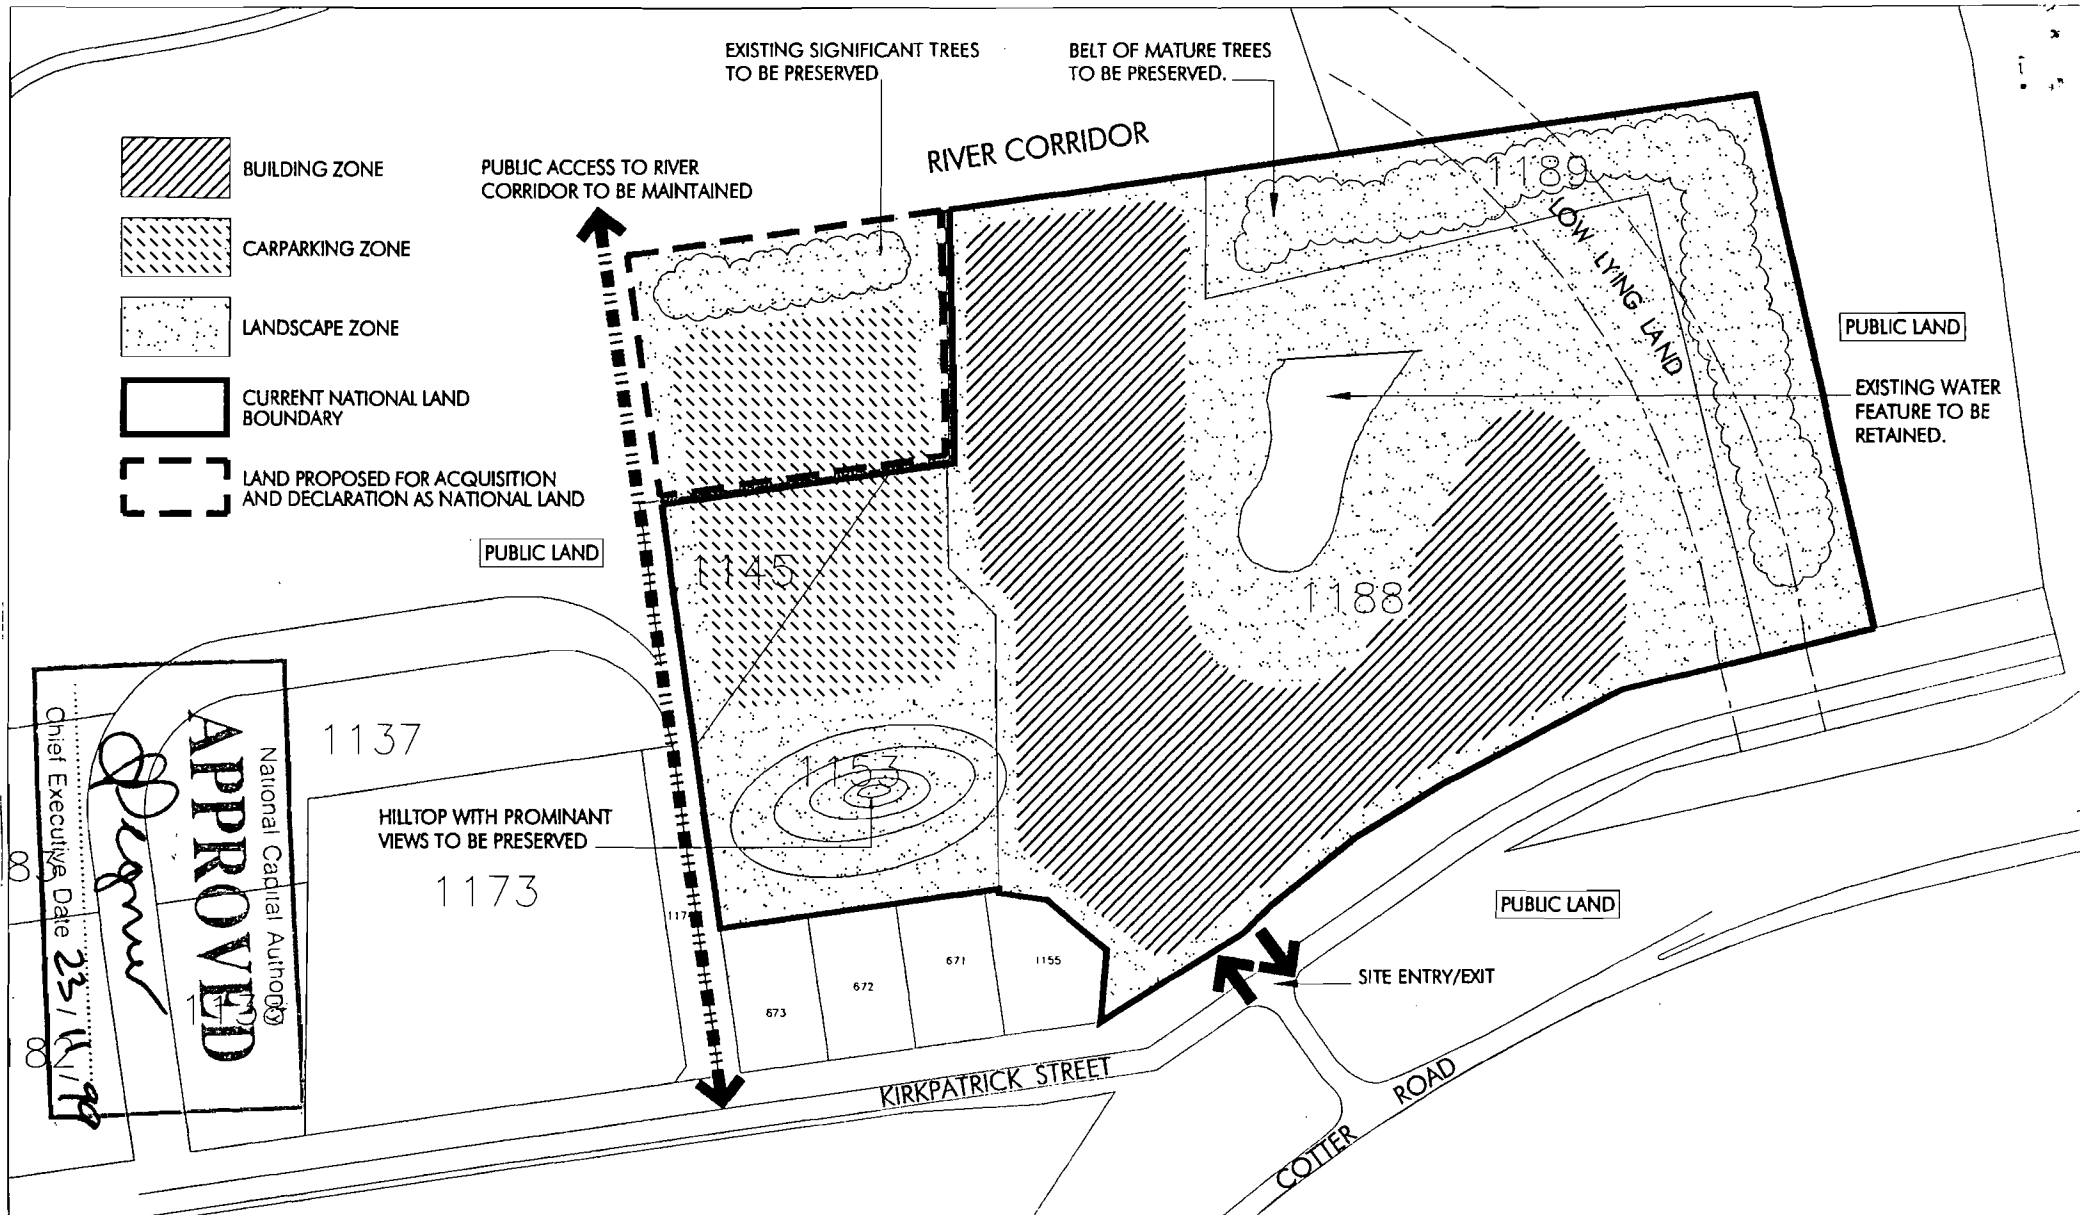 EXISTING SIGNIFICANT TREES
TO BE PRESERVED
BELT OF MATURE TREES
TO BE PRESERVED.
RIVER CORRIDOR
BUILDING ZONE
PUBLIC ACCESS TO RIVER
CORRIDOR TO BE MAINTAINED
CARPARKING ZONE
LANDSCAPE ZONE
CURRENT NATIONAL LAND
BOUNDARY
LAND PROPOSED FOR ACQUISITION
AND DECLARATION AS NATIONAL LAND
1189
LOW LYING LAND
PUBLIC LAND
EXISTING WATER
FEATURE TO BE
RETAINED.
PUBLIC LAND
1145
1188
1137
1153
HILLTOP WITH PROMINANT
VIEWS TO BE PRESERVED
1173
PUBLIC LAND
671
1155
672
673
SITE ENTRY/EXIT
KIRKPATRICK STREET
COTTER ROAD
National Capital Authority
APPROVED
Chief Executive Date 23/11/99